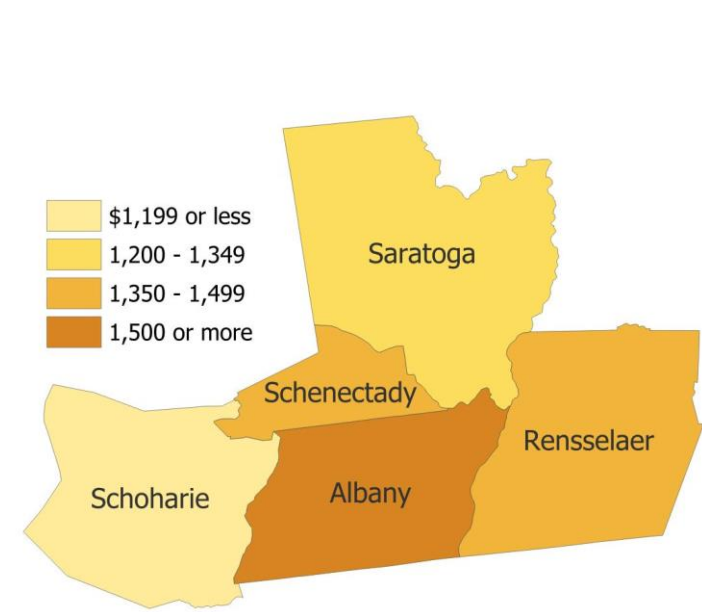 $1,199 or less
1,200 - 1,349
1,350 - 1,499
1,500 or more
Saratoga
Schenectady
Rensselaer
Schoharie
Albany